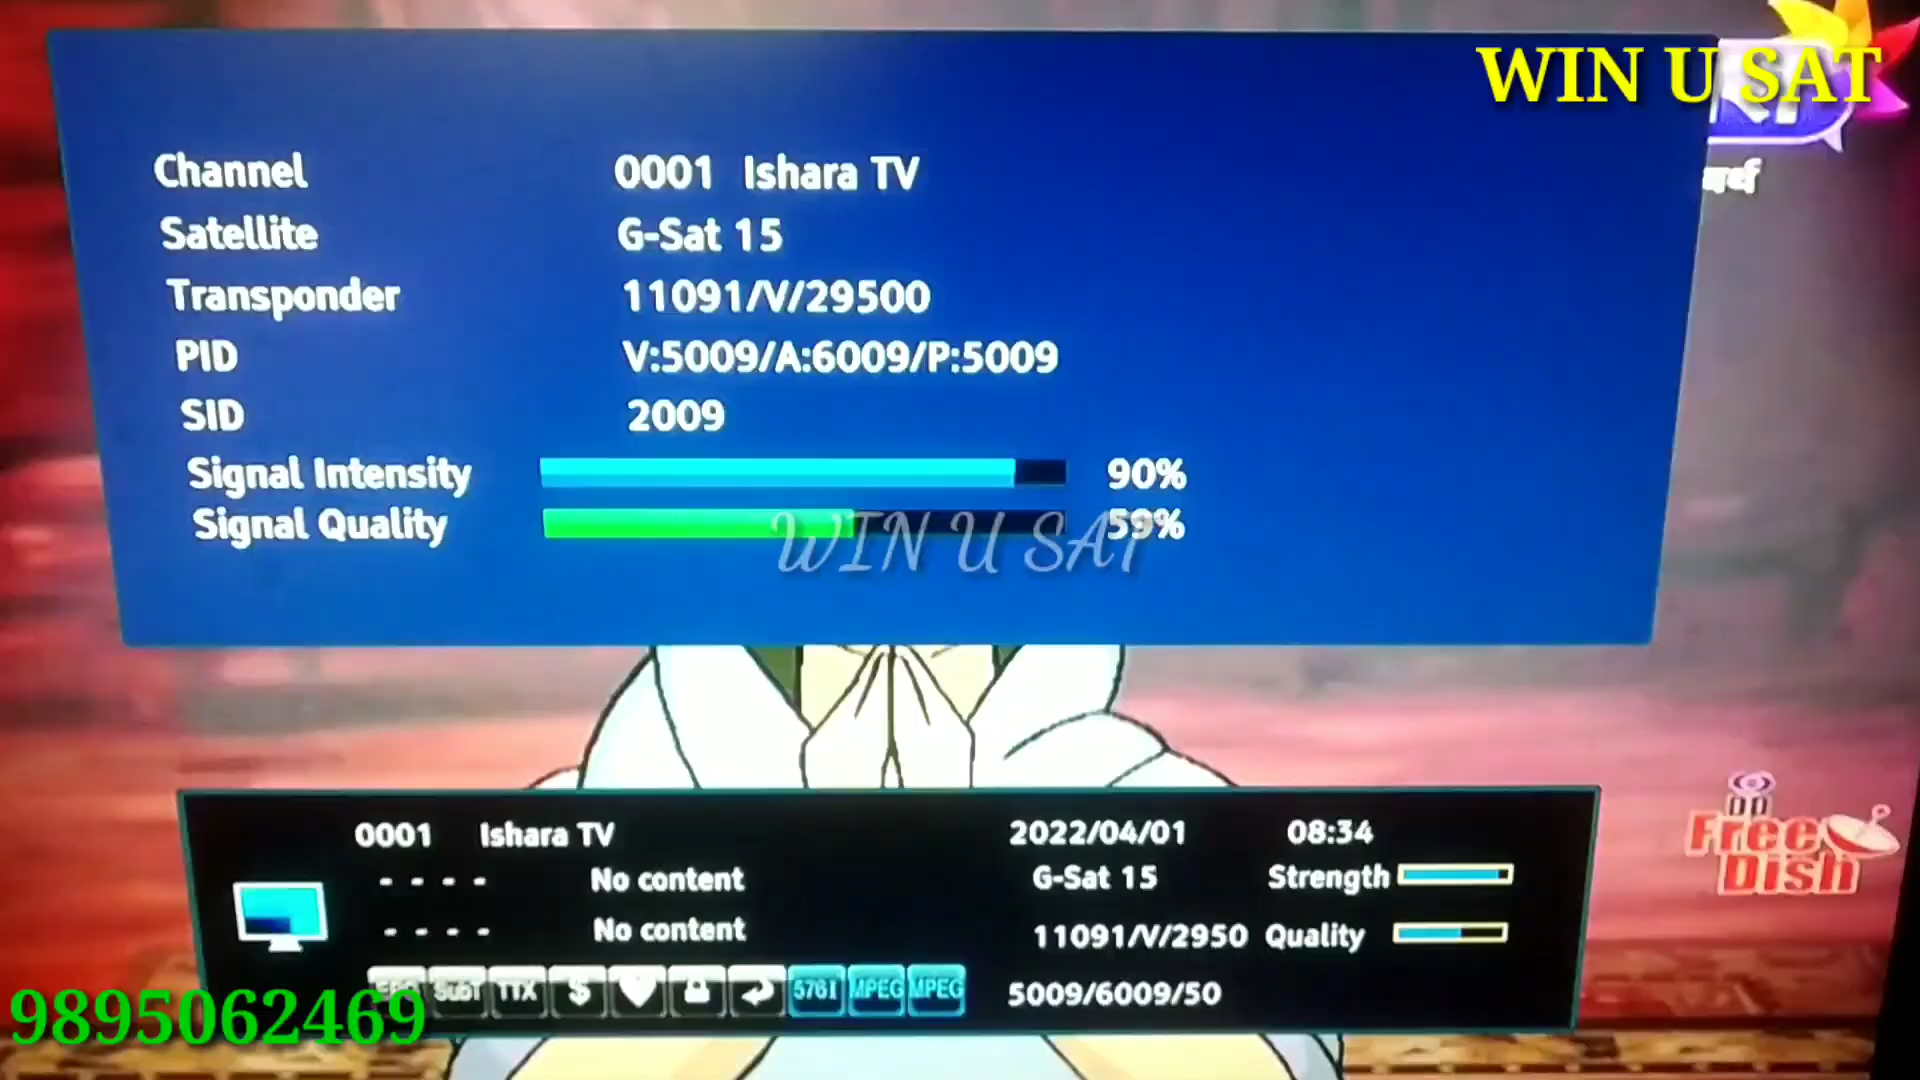 WIN U SAT
Channel 0001 Ishara TV
Satellite G-Sat 15
Transponder 11091/V/29500
PID V:5009/A:6009/P:5009
SID 2009
Signal Intensity 90%
Signal Quality 59%
WIN U SAT
0001 Ishara TV 2022/04/01 08:34
- - - - No content G-Sat 15 Strength
- - - - No content 11091/V/2950 Quality
SubT TTX $ 576I MPEG MPEG 5009/6009/50
Free
Dish
9895062469